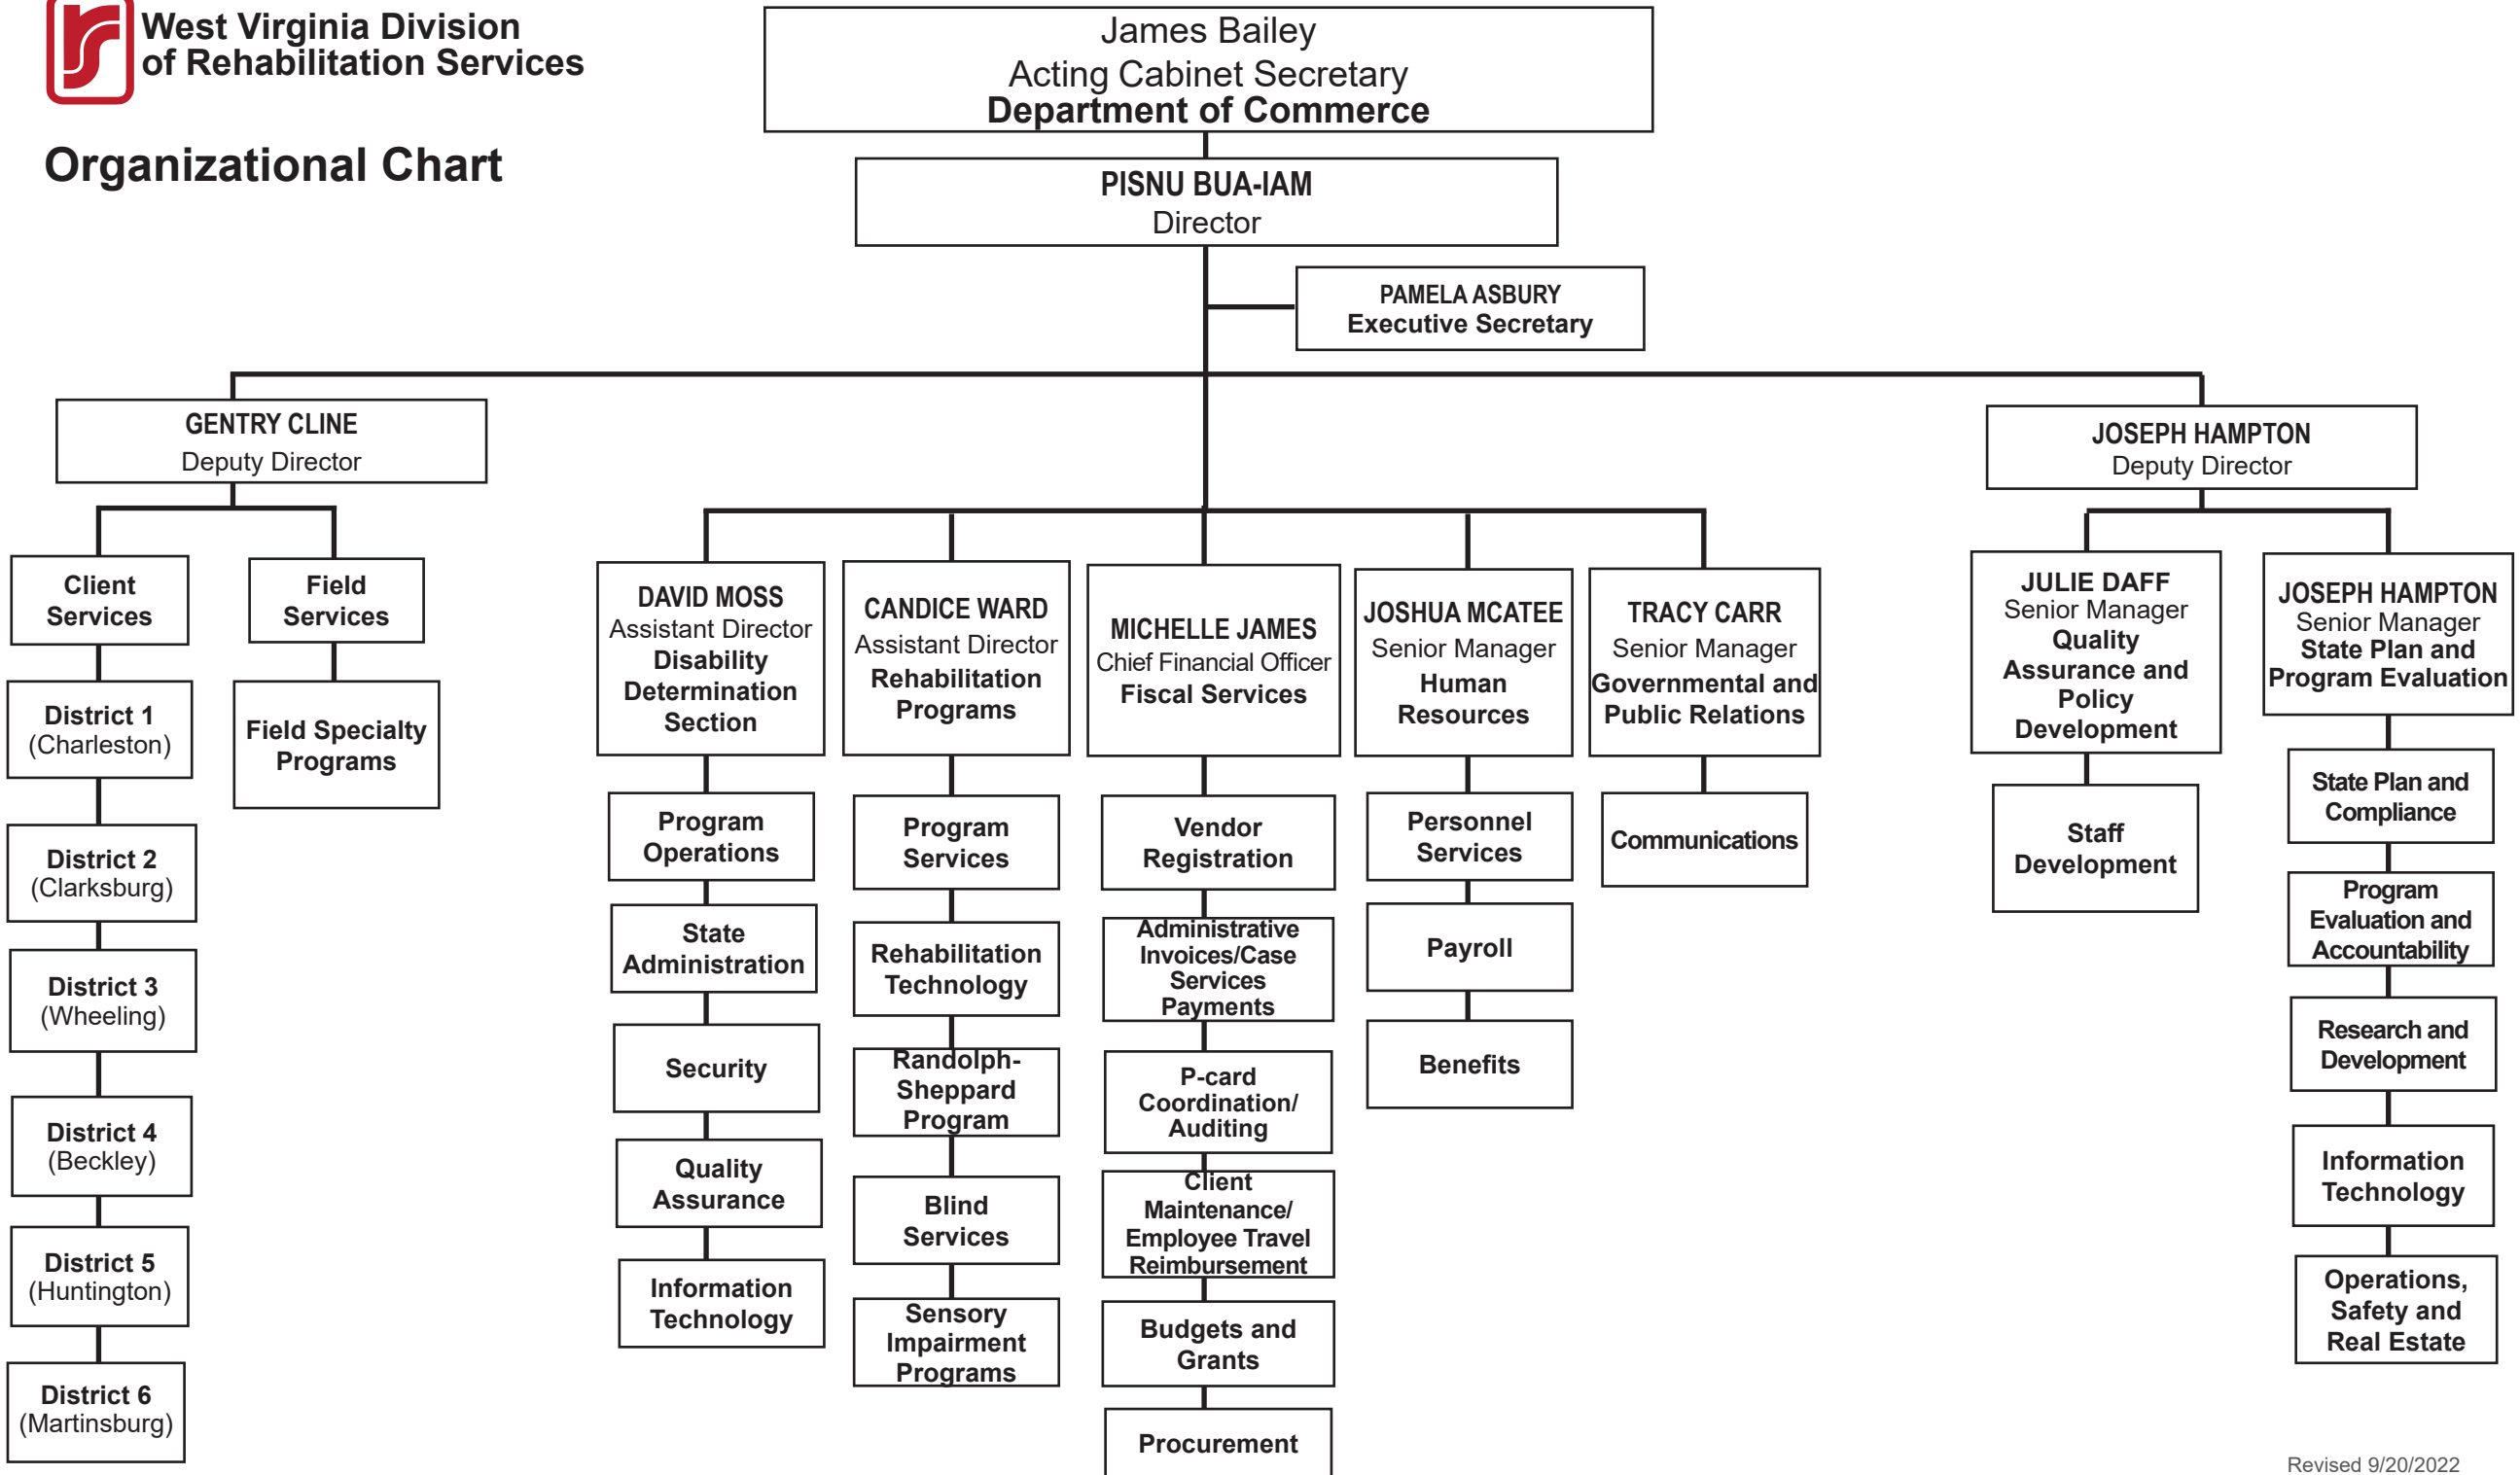 West Virginia Division
of Rehabilitation Services
Organizational Chart
James Bailey
Acting Cabinet Secretary
Department of Commerce
PISNU BUA-IAM
Director
PAMELA ASBURY
Executive Secretary
GENTRY CLINE
Deputy Director
Client
Services
District 1
(Charleston)
District 2
(Clarksburg)
District 3
(Wheeling)
District 4
(Beckley)
District 5
(Huntington)
District 6
(Martinsburg)
Field
Services
Field Specialty
Programs
DAVID MOSS
Assistant Director
Disability
Determination
Section
Program
Operations
State
Administration
Security
Quality
Assurance
Information
Technology
CANDICE WARD
Assistant Director
Rehabilitation
Programs
Program
Services
Rehabilitation
Technology
Randolph-
Sheppard
Program
Blind
Services
Sensory
Impairment
Programs
MICHELLE JAMES
Chief Financial Officer
Fiscal Services
Vendor
Registration
Administrative
Invoices/Case
Services
Payments
P-card
Coordination/
Auditing
Client
Maintenance/
Employee Travel
Reimbursement
Budgets and
Grants
Procurement
JOSHUA MCATEE
Senior Manager
Human
Resources
Personnel
Services
Payroll
Benefits
TRACY CARR
Senior Manager
Governmental and
Public Relations
Communications
JOSEPH HAMPTON
Deputy Director
JULIE DAFF
Senior Manager
Quality
Assurance and
Policy
Development
Staff
Development
JOSEPH HAMPTON
Senior Manager
State Plan and
Program Evaluation
State Plan and
Compliance
Program
Evaluation and
Accountability
Research and
Development
Information
Technology
Operations,
Safety and
Real Estate
Revised 9/20/2022